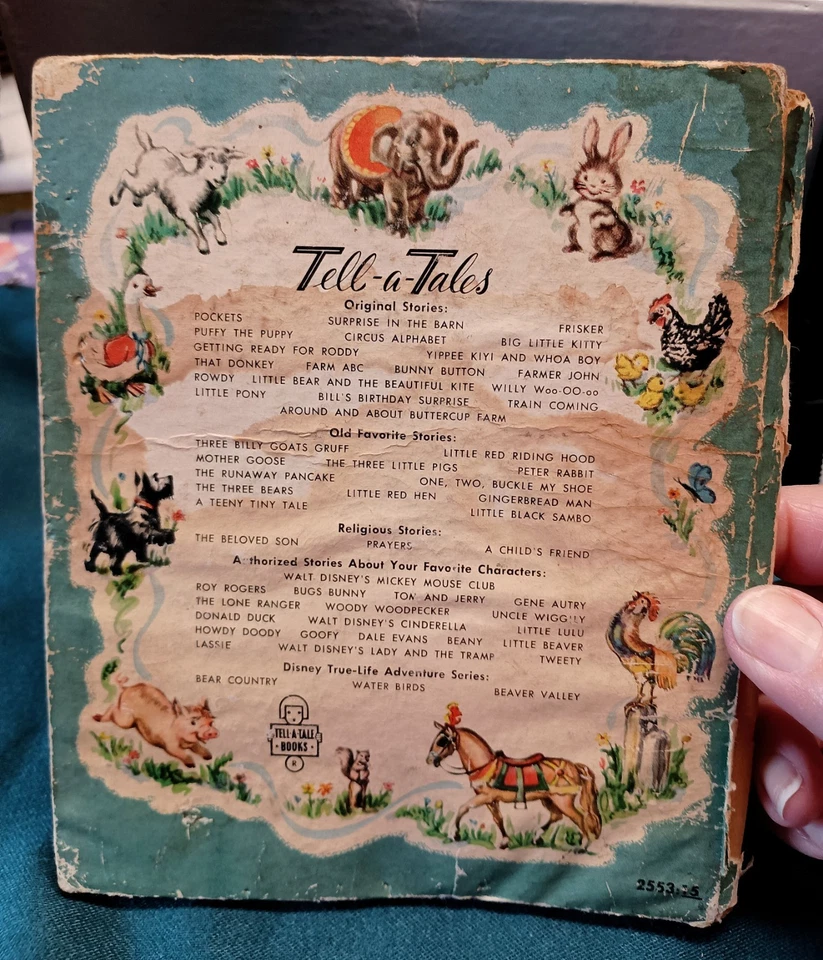 Tell-a-Tales
Original Stories:
POCKETS SURPRISE IN THE BARN FRISKER
PUFFY THE PUPPY CIRCUS ALPHABET BIG LITTLE KITTY
GETTING READY FOR RODDY YIPPEE KIYI AND WHOA BOY
THAT DONKEY FARM ABC BUNNY BUTTON FARMER JOHN
ROWDY LITTLE BEAR AND THE BEAUTIFUL KITE WILLY Woo-OO-oo
LITTLE PONY BILL'S BIRTHDAY SURPRISE TRAIN COMING
AROUND AND ABOUT BUTTERCUP FARM
Old Favorite Stories:
THREE BILLY GOATS GRUFF LITTLE RED RIDING HOOD
MOTHER GOOSE THE THREE LITTLE PIGS PETER RABBIT
THE RUNAWAY PANCAKE ONE, TWO, BUCKLE MY SHOE
THE THREE BEARS LITTLE RED HEN GINGERBREAD MAN
A TEENY TINY TALE LITTLE BLACK SAMBO
Religious Stories:
THE BELOVED SON PRAYERS A CHILD'S FRIEND
Authorized Stories About Your Favorite Characters:
WALT DISNEY'S MICKEY MOUSE CLUB
ROY ROGERS BUGS BUNNY TOM AND JERRY GENE AUTRY
THE LONE RANGER WOODY WOODPECKER UNCLE WIGGILY
DONALD DUCK WALT DISNEY'S CINDERELLA LITTLE LULU
HOWDY DOODY GOOFY DALE EVANS BEANY LITTLE BEAVER
LASSIE WALT DISNEY'S LADY AND THE TRAMP TWEETY
Disney True-Life Adventure Series:
BEAR COUNTRY WATER BIRDS BEAVER VALLEY
TELL-A-TALE
BOOKS
®
2553:15